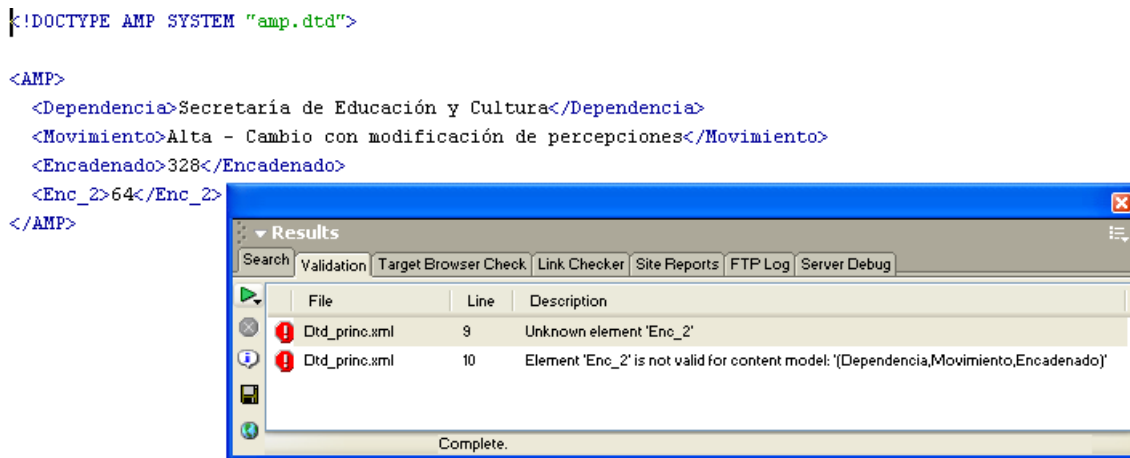 <!DOCTYPE AMP SYSTEM "amp.dtd">
<AMP>
<Dependencia>Secretaría de Educación y Cultura</Dependencia>
<Movimiento>Alta - Cambio con modificación de percepciones</Movimiento>
<Encadenado>328</Encadenado>
<Enc_2>64</Enc_2>
</AMP>
Results
Search Validation Target Browser Check Link Checker Site Reports FTP Log Server Debug
File Line Description
Dtd_princ.xml 9 Unknown element 'Enc_2'
Dtd_princ.xml 10 Element 'Enc_2' is not valid for content model: '(Dependencia,Movimiento,Encadenado)'
Complete.